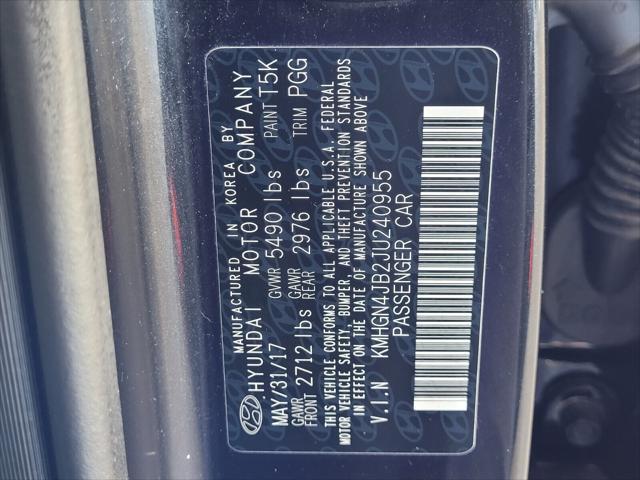 MANUFACTURED IN KOREA BY
HYUNDAI MOTOR COMPANY
MAY/31/17 GVWR 5490 lbs PAINT T5K
GAWR FRONT 2712 lbs GAWR REAR 2976 lbs TRIM PGG
THIS VEHICLE CONFORMS TO ALL APPLICABLE U.S.A. FEDERAL
MOTOR VEHICLE SAFETY, BUMPER, AND THEFT PREVENTION STANDARDS
IN EFFECT ON THE DATE OF MANUFACTURE SHOWN ABOVE
V.I.N KMHGN4JB2JU240955
PASSENGER CAR